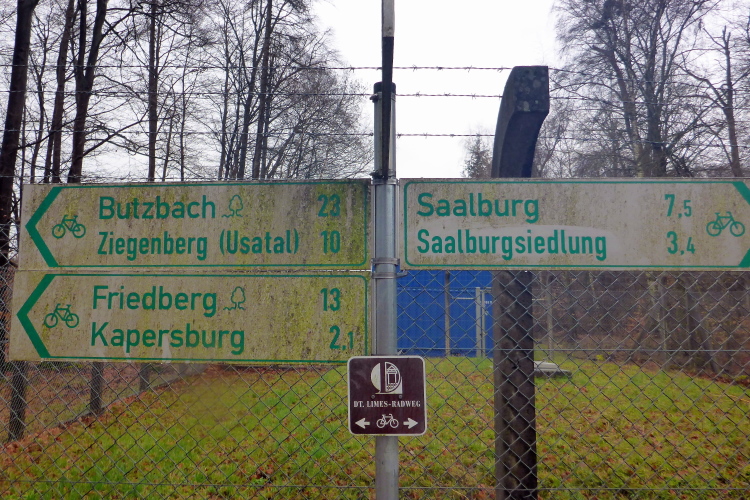 Butzbach 23
Ziegenberg (Usatal) 10
Friedberg 13
Kapersburg 2,1
Saalburg 7,5
Saalburgsiedlung 3,4
DT. LIMES-RADWEG